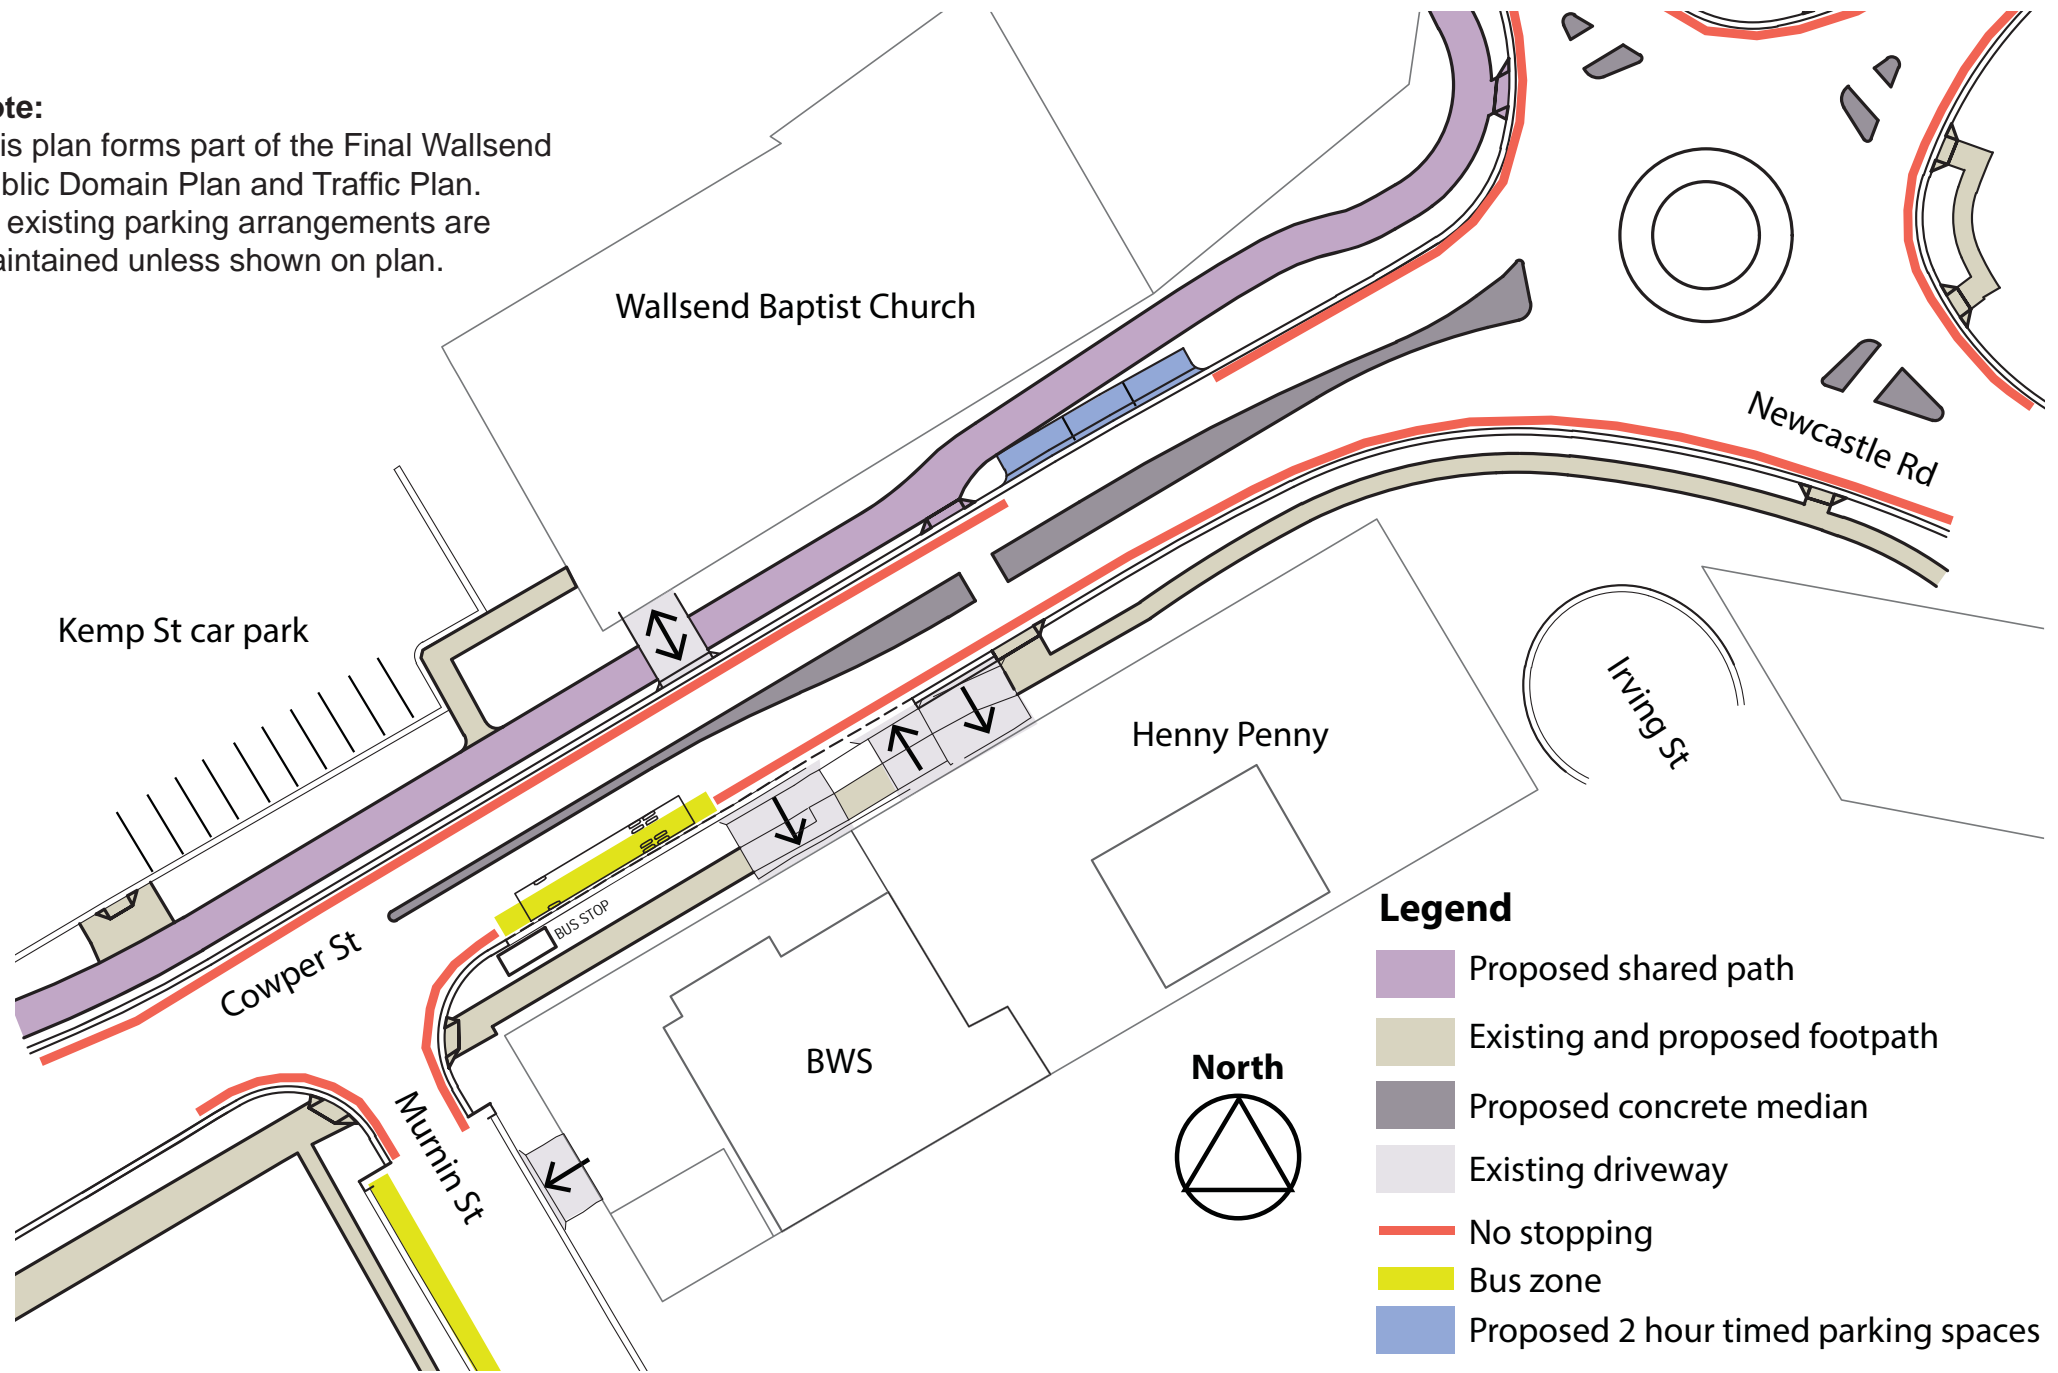 ote:
is plan forms part of the Final Wallsend
blic Domain Plan and Traffic Plan.
existing parking arrangements are
aintained unless shown on plan.
Wallsend Baptist Church
Newcastle Rd
Kemp St car park
Henny Penny
Irving St
BUS STOP
Cowper St
BWS
Murnin St
North
Legend
Proposed shared path
Existing and proposed footpath
Proposed concrete median
Existing driveway
No stopping
Bus zone
Proposed 2 hour timed parking spaces